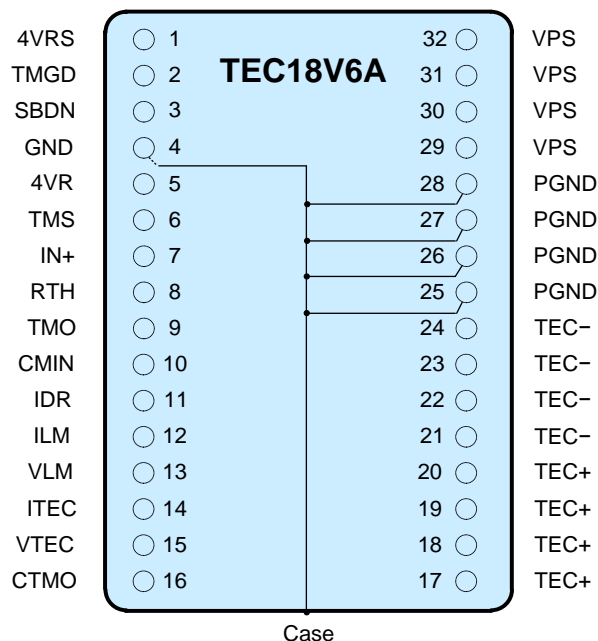 4VRS 1 TEC18V6A 32 VPS
TMGD 2 31 VPS
SBDN 3 30 VPS
GND 4 29 VPS
4VR 5 28 PGND
TMS 6 27 PGND
IN+ 7 26 PGND
RTH 8 25 PGND
TMO 9 24 TEC−
CMIN 10 23 TEC−
IDR 11 22 TEC−
ILM 12 21 TEC−
VLM 13 20 TEC+
ITEC 14 19 TEC+
VTEC 15 18 TEC+
CTMO 16 17 TEC+
Case